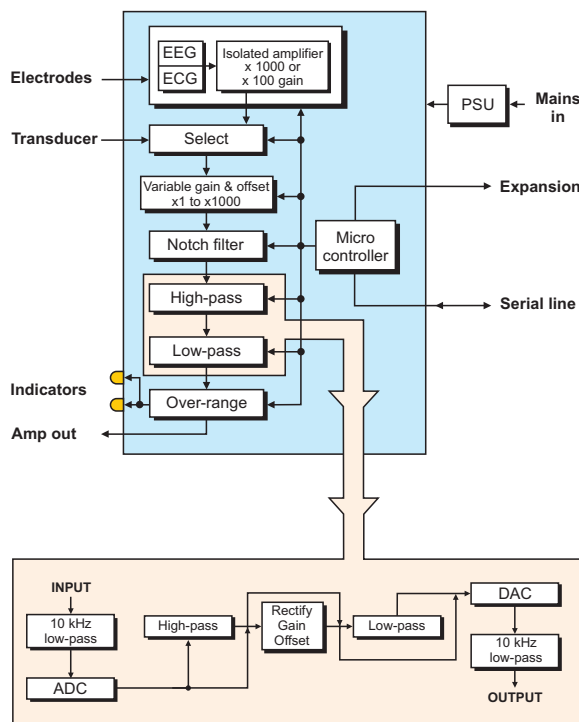 EEG
ECG
Isolated amplifier
x 1000 or
x 100 gain
Electrodes
PSU
Mains
in
Transducer
Select
Variable gain & offset
x1 to x1000
Expansion
Notch filter
Micro
controller
High-pass
Serial line
Low-pass
Indicators
Over-range
Amp out
INPUT
10 kHz
low-pass
ADC
High-pass
Rectify
Gain
Offset
Low-pass
DAC
10 kHz
low-pass
OUTPUT